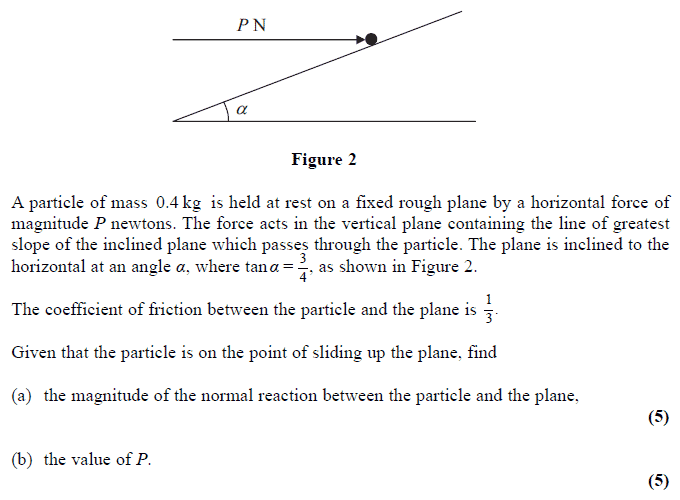 P N
α
Figure 2
A particle of mass 0.4 kg is held at rest on a fixed rough plane by a horizontal force of
magnitude P newtons. The force acts in the vertical plane containing the line of greatest
slope of the inclined plane which passes through the particle. The plane is inclined to the
horizontal at an angle α, where tan α = 3/4, as shown in Figure 2.
The coefficient of friction between the particle and the plane is 1/3.
Given that the particle is on the point of sliding up the plane, find
(a) the magnitude of the normal reaction between the particle and the plane,
(5)
(b) the value of P.
(5)